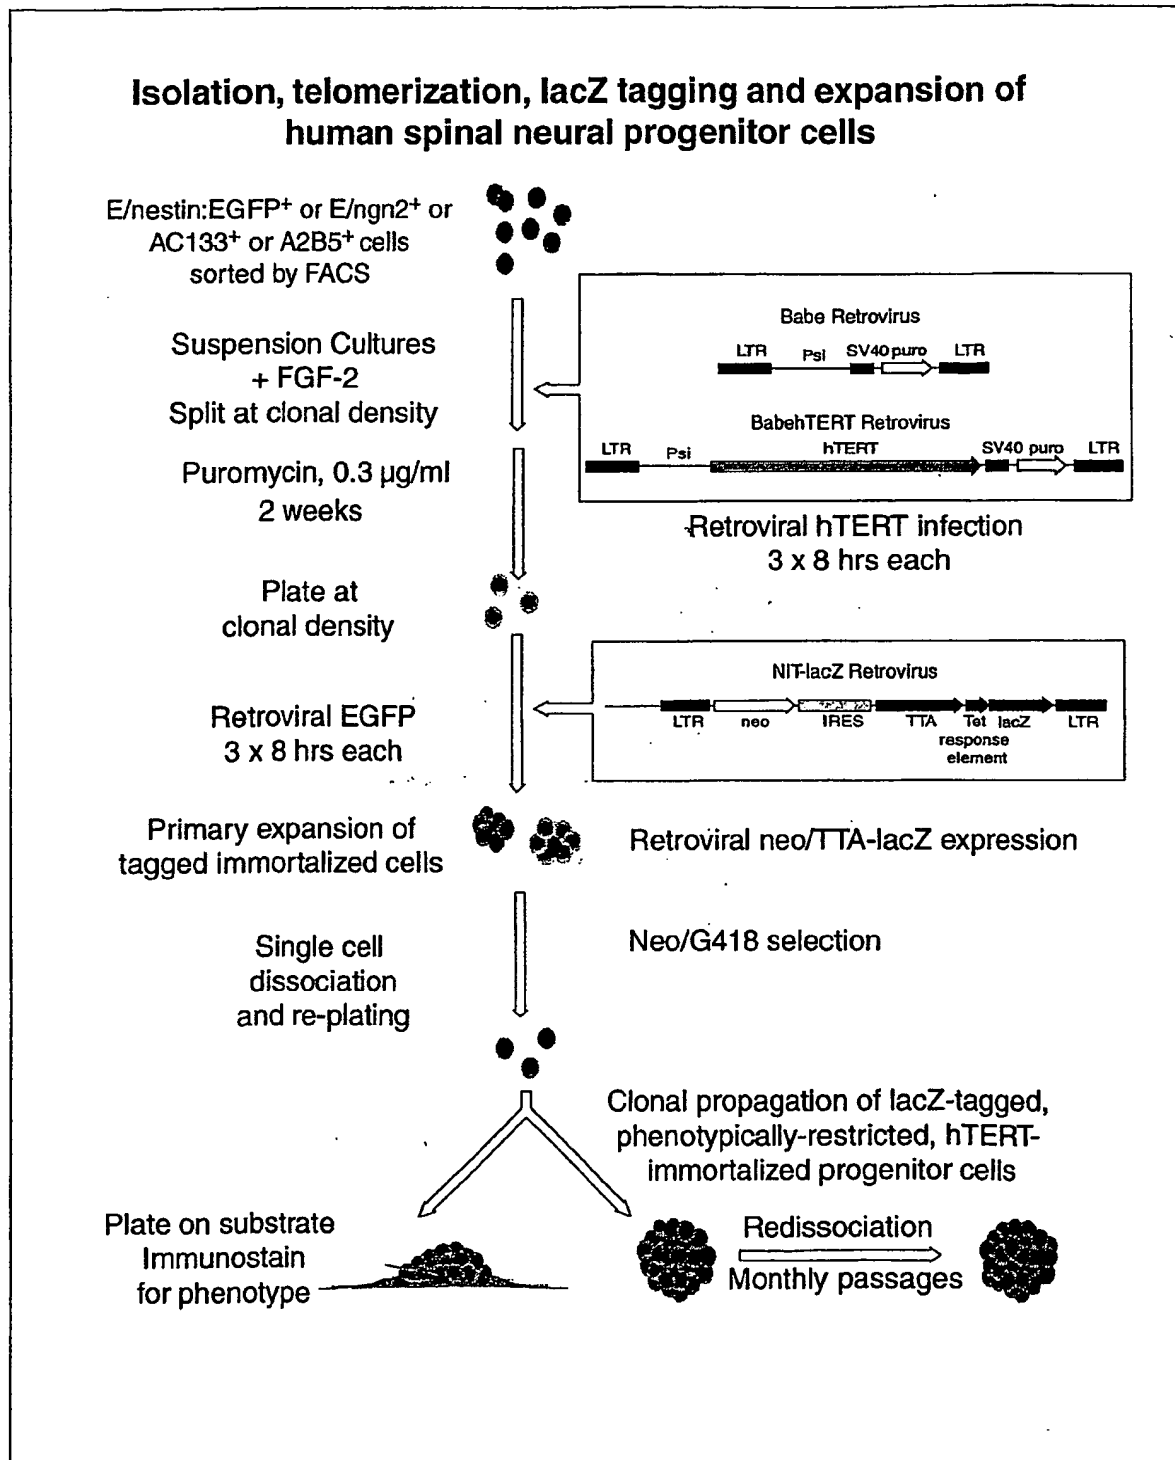 Isolation, telomerization, lacZ tagging and expansion of
human spinal neural progenitor cells
E/nestin:EGFP+ or E/ngn2+ or
AC133+ or A2B5+ cells
sorted by FACS
Suspension Cultures
+ FGF-2
Split at clonal density
Babe Retrovirus
LTR Psi SV40 puro LTR
BabehTERT Retrovirus
LTR Psi hTERT SV40 puro LTR
Puromycin, 0.3 µg/ml
2 weeks
Retroviral hTERT infection
3 x 8 hrs each
Plate at
clonal density
NIT-lacZ Retrovirus
LTR neo IRES TTA Tet lacZ LTR
response
element
Retroviral EGFP
3 x 8 hrs each
Primary expansion of
tagged immortalized cells
Retroviral neo/TTA-lacZ expression
Single cell
dissociation
and re-plating
Neo/G418 selection
Clonal propagation of lacZ-tagged,
phenotypically-restricted, hTERT-
immortalized progenitor cells
Plate on substrate
Immunostain
for phenotype
Redissociation
Monthly passages